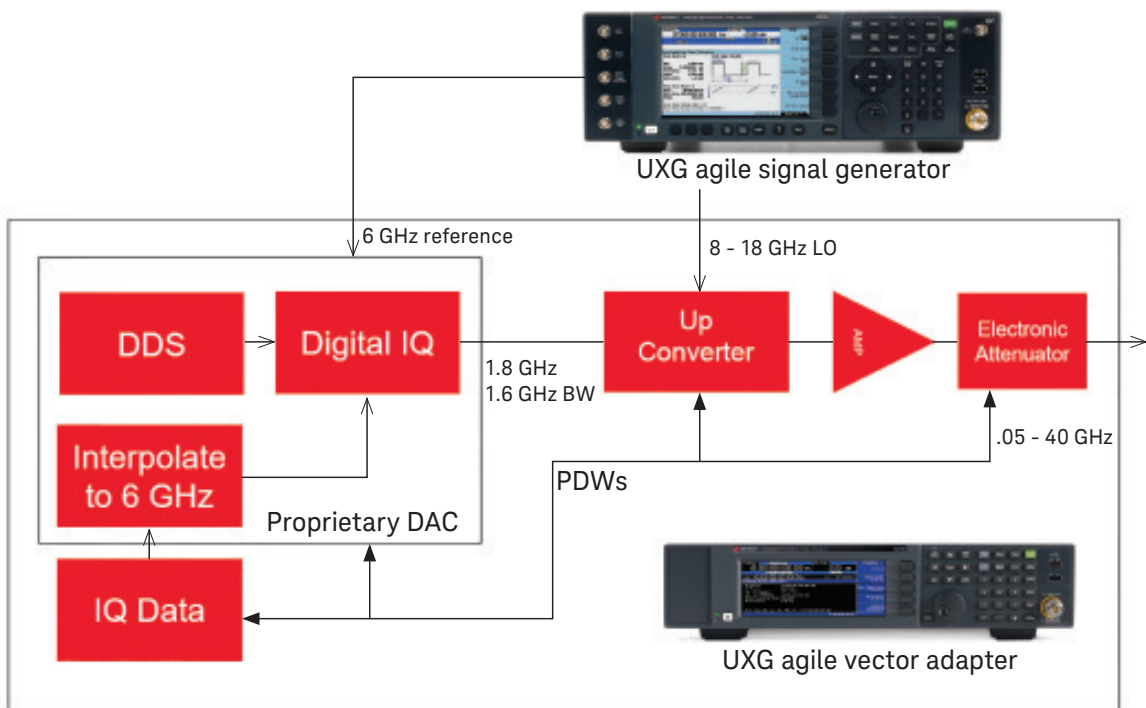 UXG agile signal generator
6 GHz reference
8 - 18 GHz LO
DDS
Digital IQ
Up
Converter
AMP
Electronic
Attenuator
1.8 GHz
1.6 GHz BW
.05 - 40 GHz
Interpolate
to 6 GHz
PDWs
Proprietary DAC
IQ Data
UXG agile vector adapter